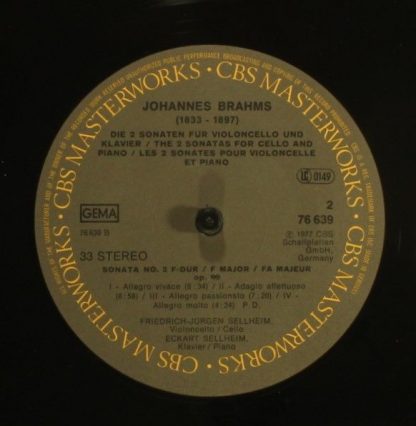 CBS MASTERWORKS · CBS MASTERWORKS · CBS MASTERWORKS ·
JOHANNES BRAHMS
(1833 - 1897)
DIE 2 SONATEN FÜR VIOLONCELLO UND
KLAVIER / THE 2 SONATAS FOR CELLO AND
PIANO / LES 2 SONATES POUR VIOLONCELLE
ET PIANO
LC 0149
GEMA
76 639 B
2
76 639
℗ 1977 CBS
Schallplatten
GmbH,
Germany
33 STEREO
SONATA NO. 2 F-DUR / F MAJOR / FA MAJEUR
op. 99
I - Allegro vivace (8:34) / II - Adagio affettuoso
(6:58) / III - Allegro passionato (7:20) / IV -
Allegro molto (4:34) P.D.
FRIEDRICH-JÜRGEN SELLHEIM,
Violoncello / Cello
ECKART SELLHEIM,
Klavier / Piano